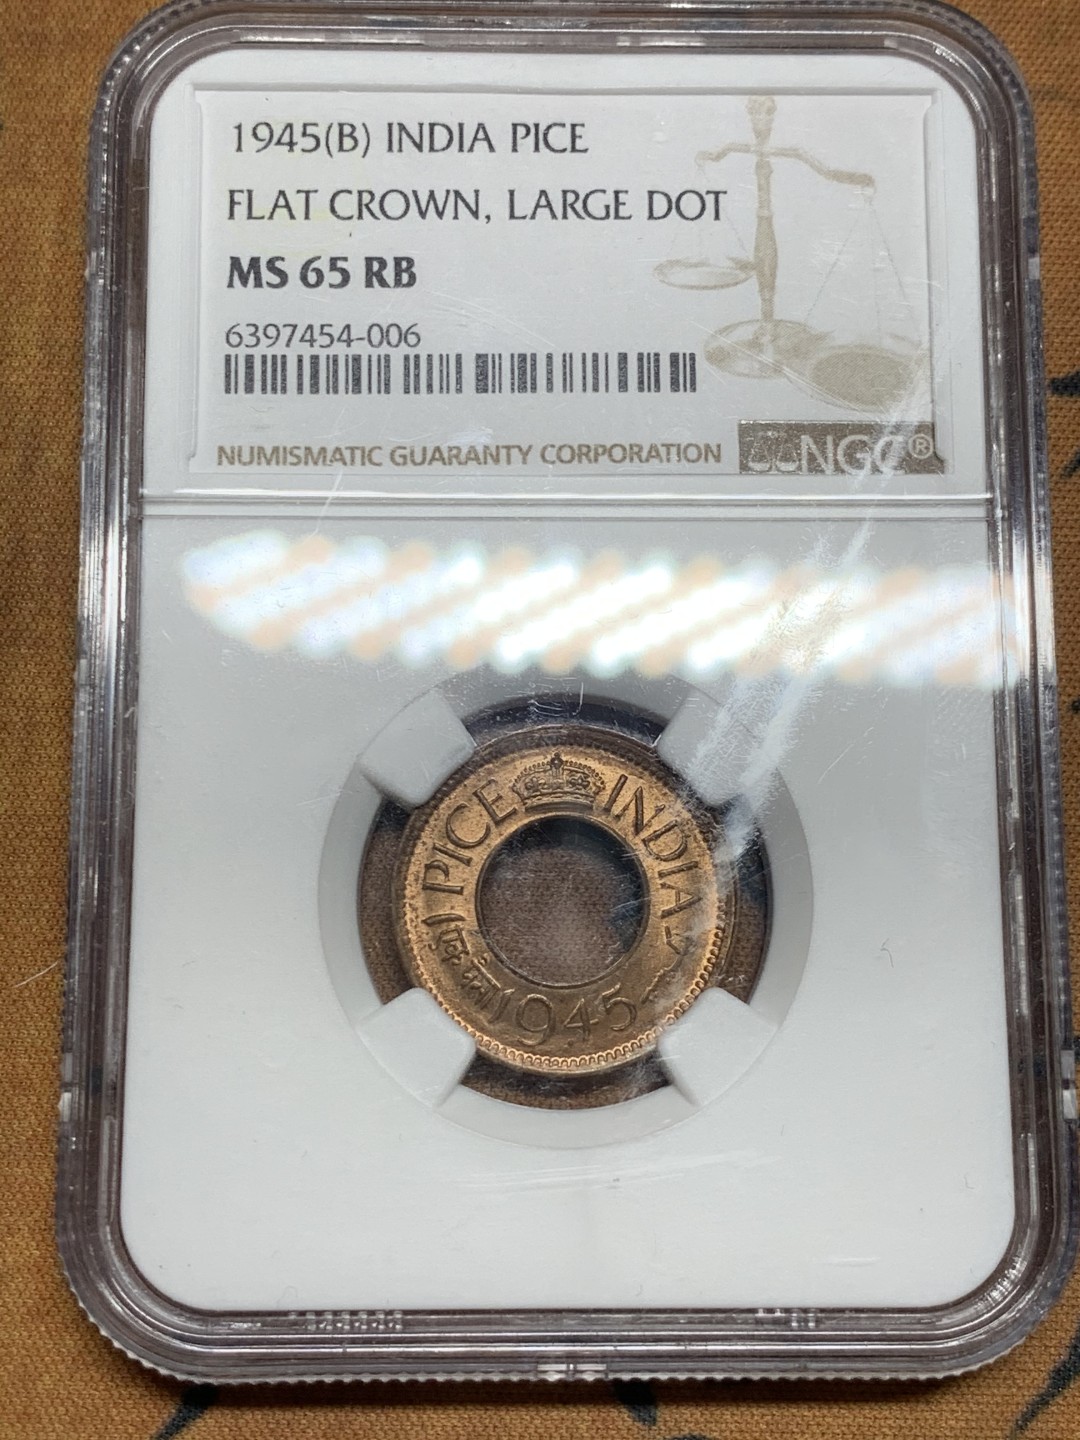 1945(B) INDIA PICE
FLAT CROWN, LARGE DOT
MS 65 RB
6397454-006
NUMISMATIC GUARANTY CORPORATION NGC®
PICE INDIA
1945